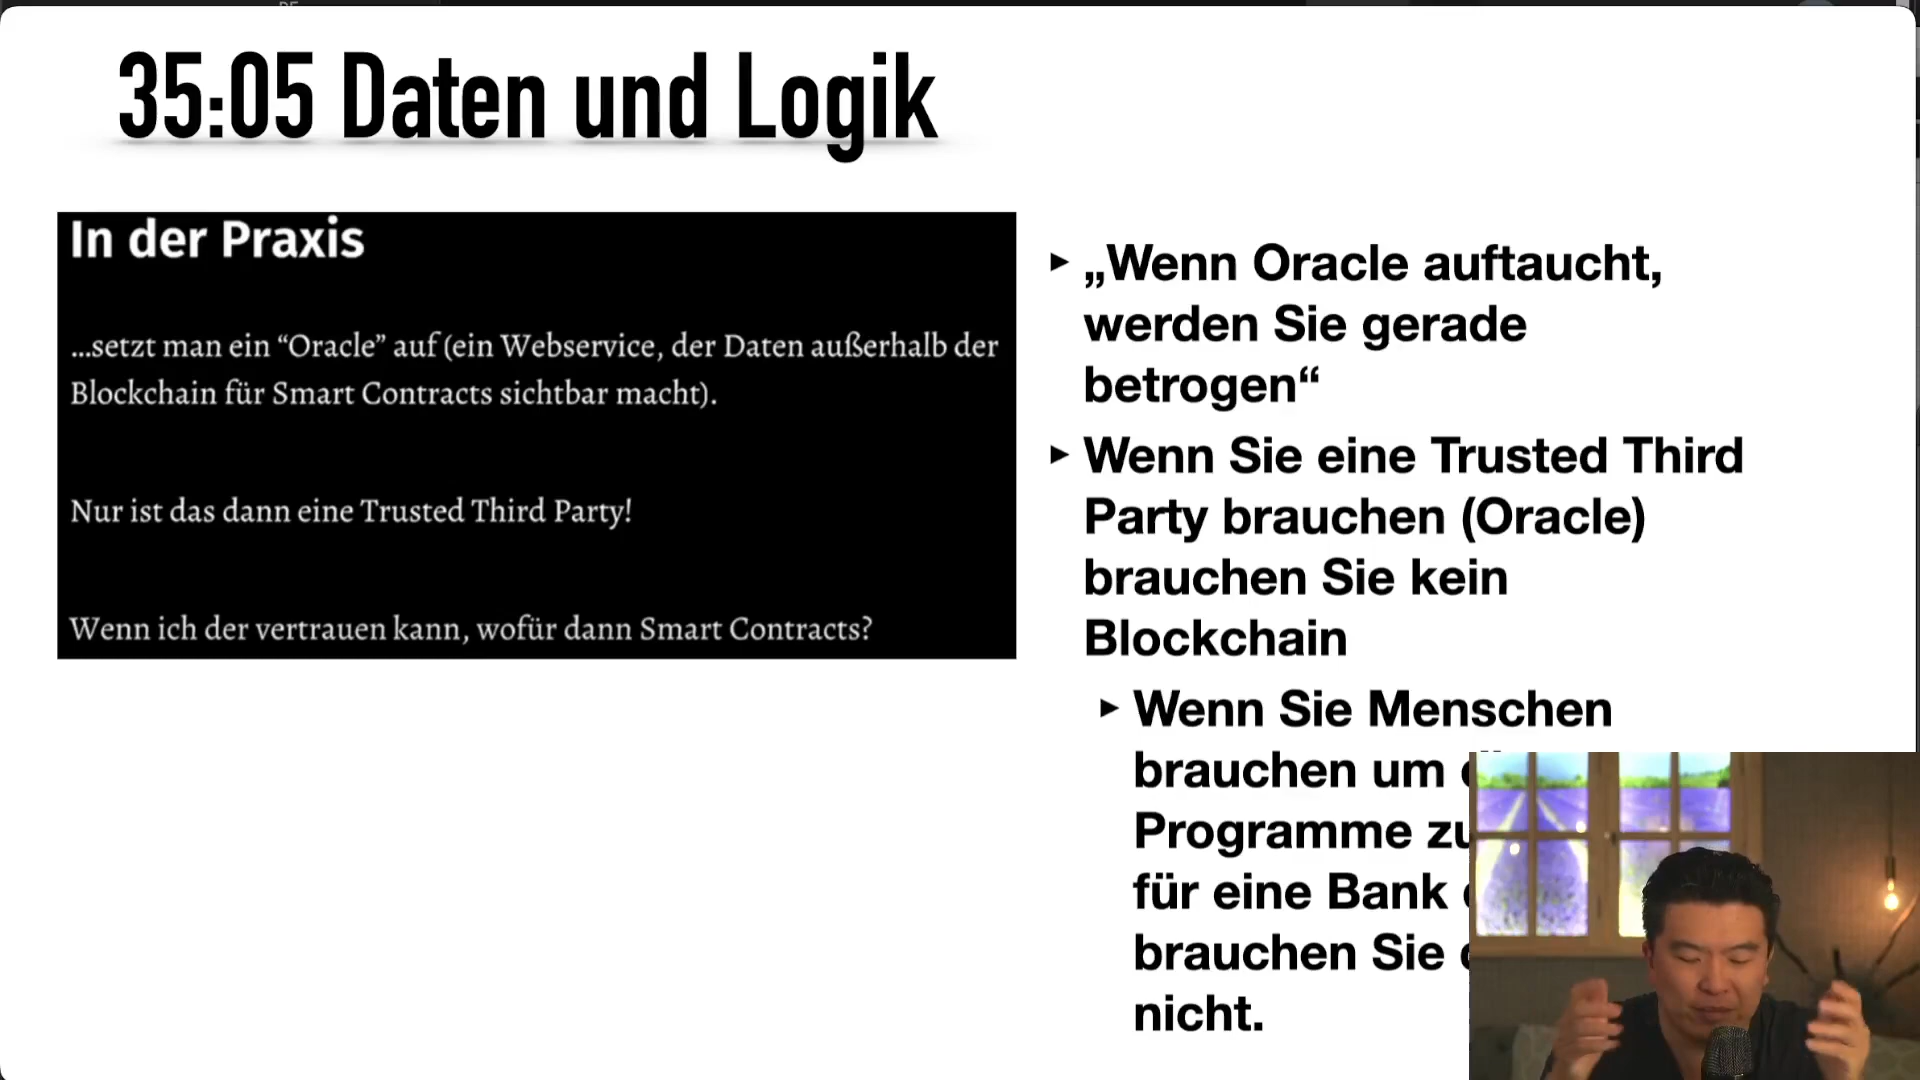 35:05 Daten und Logik
In der Praxis
...setzt man ein “Oracle” auf (ein Webservice, der Daten außerhalb der
Blockchain für Smart Contracts sichtbar macht).
Nur ist das dann eine Trusted Third Party!
Wenn ich der vertrauen kann, wofür dann Smart Contracts?
▸ „Wenn Oracle auftaucht,
werden Sie gerade
betrogen“
▸ Wenn Sie eine Trusted Third
Party brauchen (Oracle)
brauchen Sie kein
Blockchain
▸ Wenn Sie Menschen
brauchen um
Programme zu
für eine Bank
brauchen Sie
nicht.